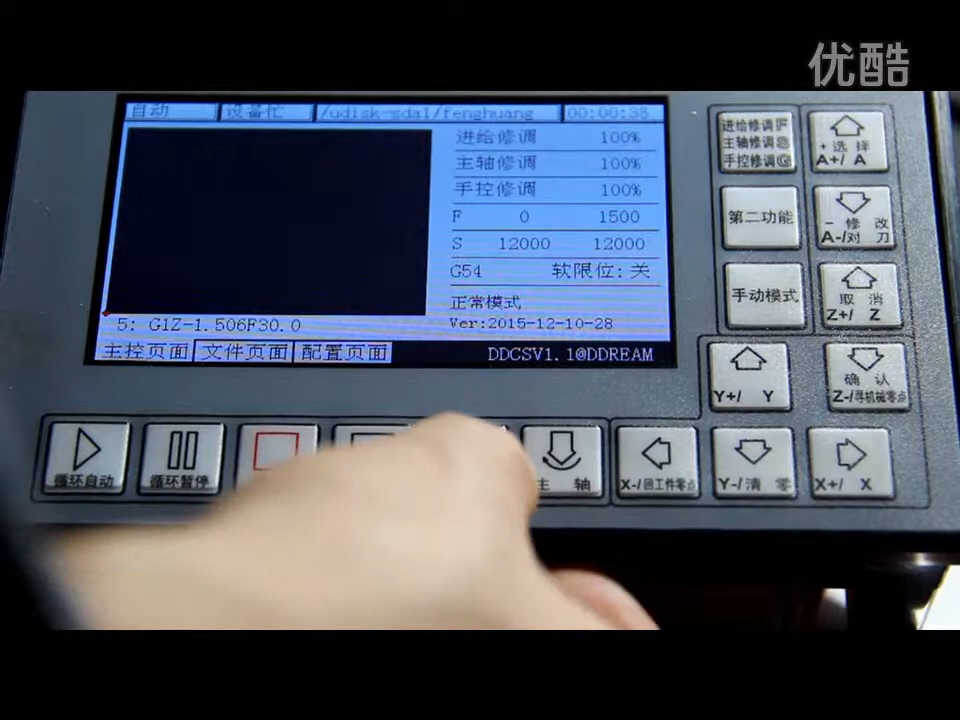 优酷
自动 设备忙 /udisk-sda1/fenghuang 00:00:38
进给修调 100%
主轴修调 100%
手控修调 100%
F 0 1500
S 12000 12000
G54 软限位: 关
正常模式
Ver:2015-12-10-28
5: G1Z-1.506F30.0
主控页面 文件页面 配置页面 DDCSV1.1@DDREAM
进给修调F
主轴修调S
手控修调G
+选择
A+/ A
第二功能
-修改
A-/对刀
手动模式
取消
Z+/ Z
Y+/ Y
确认
Z-/寻机械零点
循环自动
循环暂停
主轴
X-/回工件零点
Y-/清零
X+/ X